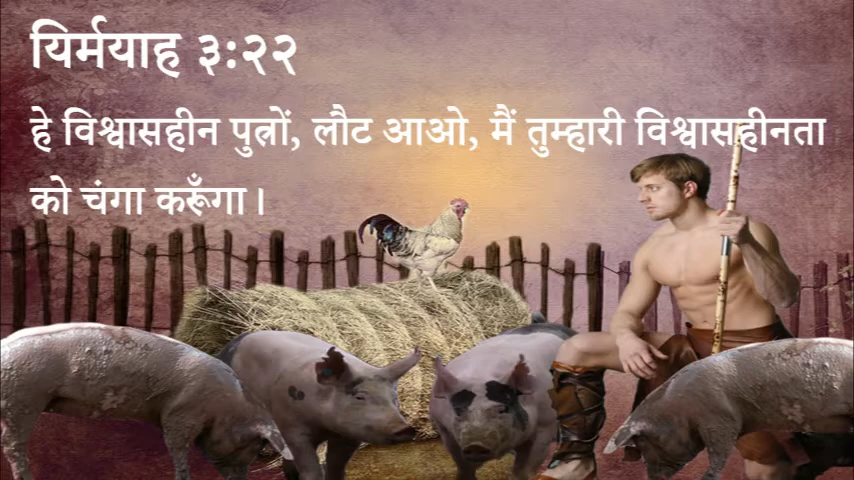 यिर्मयाह ३:२२
हे विश्वासहीन पुत्रों, लौट आओ, मैं तुम्हारी विश्वासहीनता
को चंगा करूँगा।